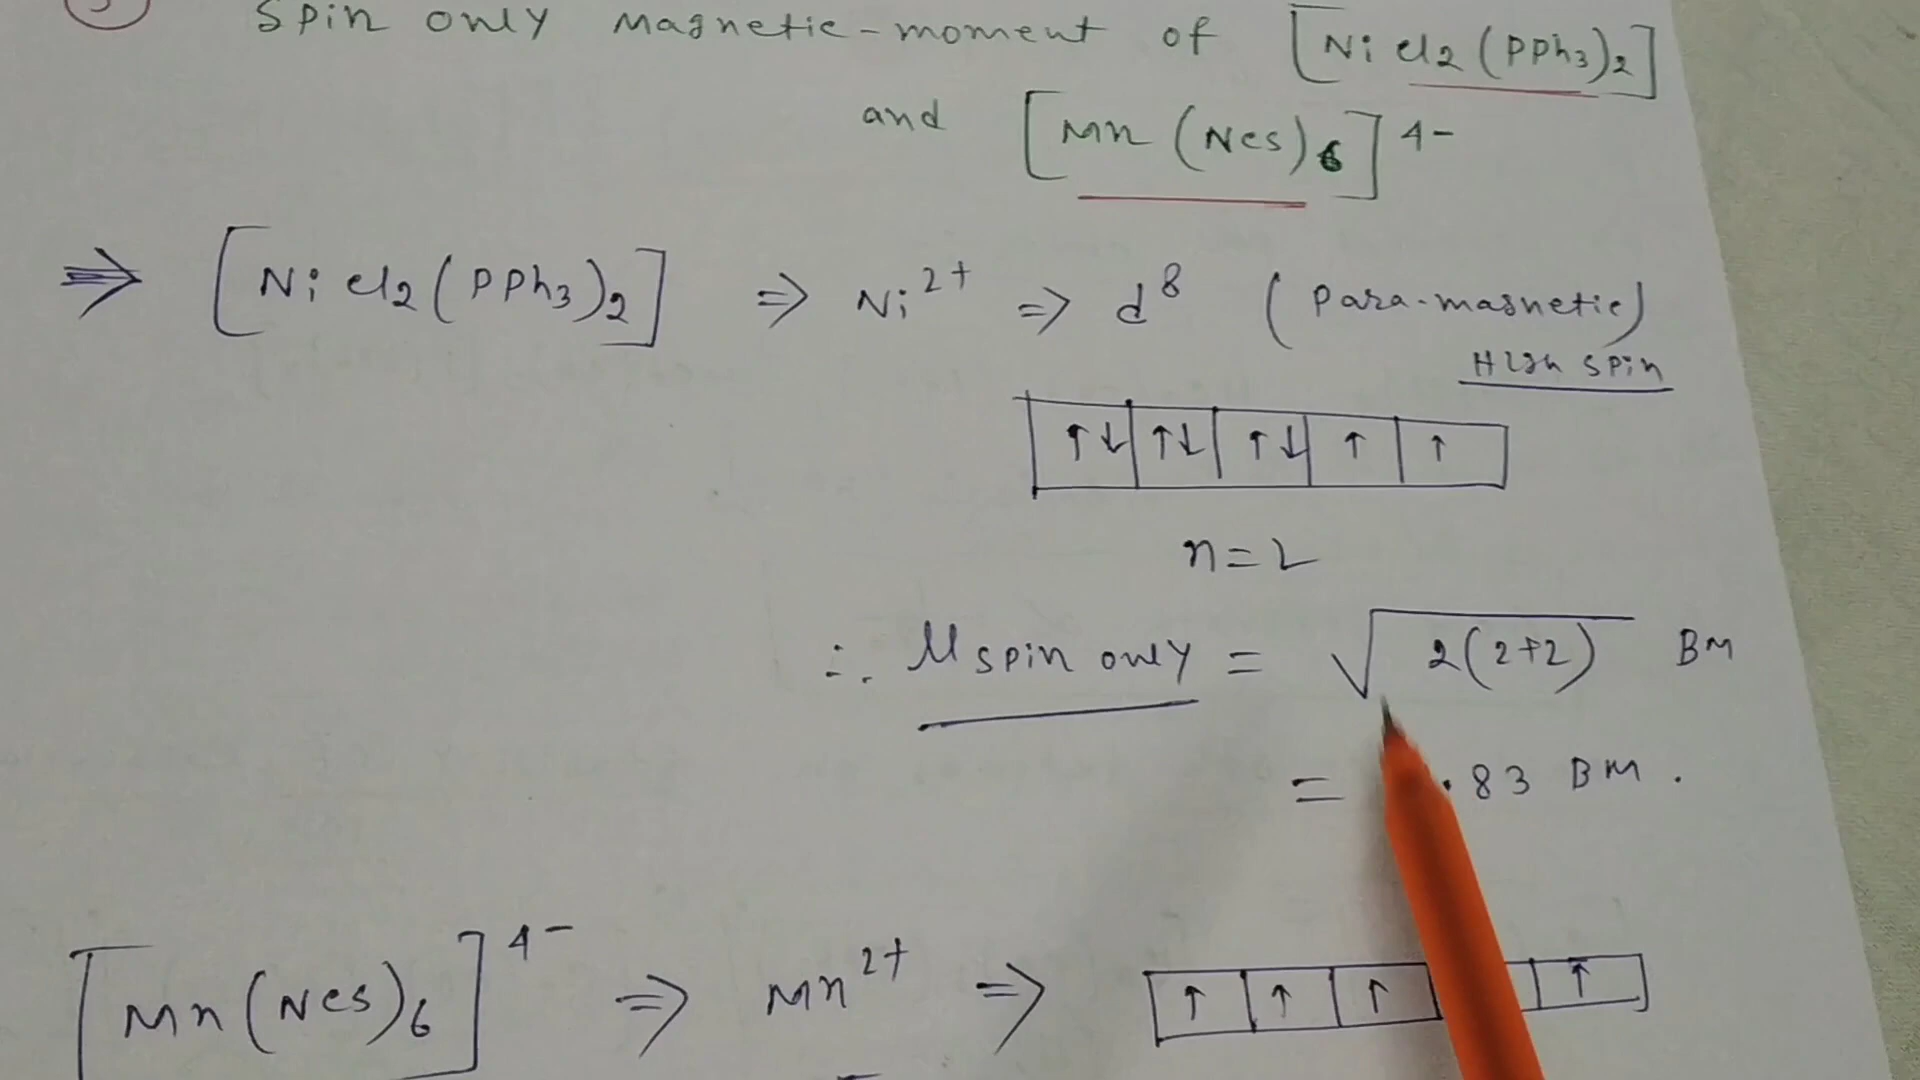 Spin only Magnetic-moment of [NiCl2(PPh3)2]
and [Mn(NCS)6]4-
⇒ [NiCl2(PPh3)2] ⇒ Ni2+ ⇒ d8 (Para-magnetic)
High spin
↑↓ ↑↓ ↑↓ ↑ ↑
n=2
∴ μ spin only = √2(2+2) BM
= .83 BM.
[Mn(NCS)6]4- ⇒ Mn2+ ⇒ ↑ ↑ ↑ ↑